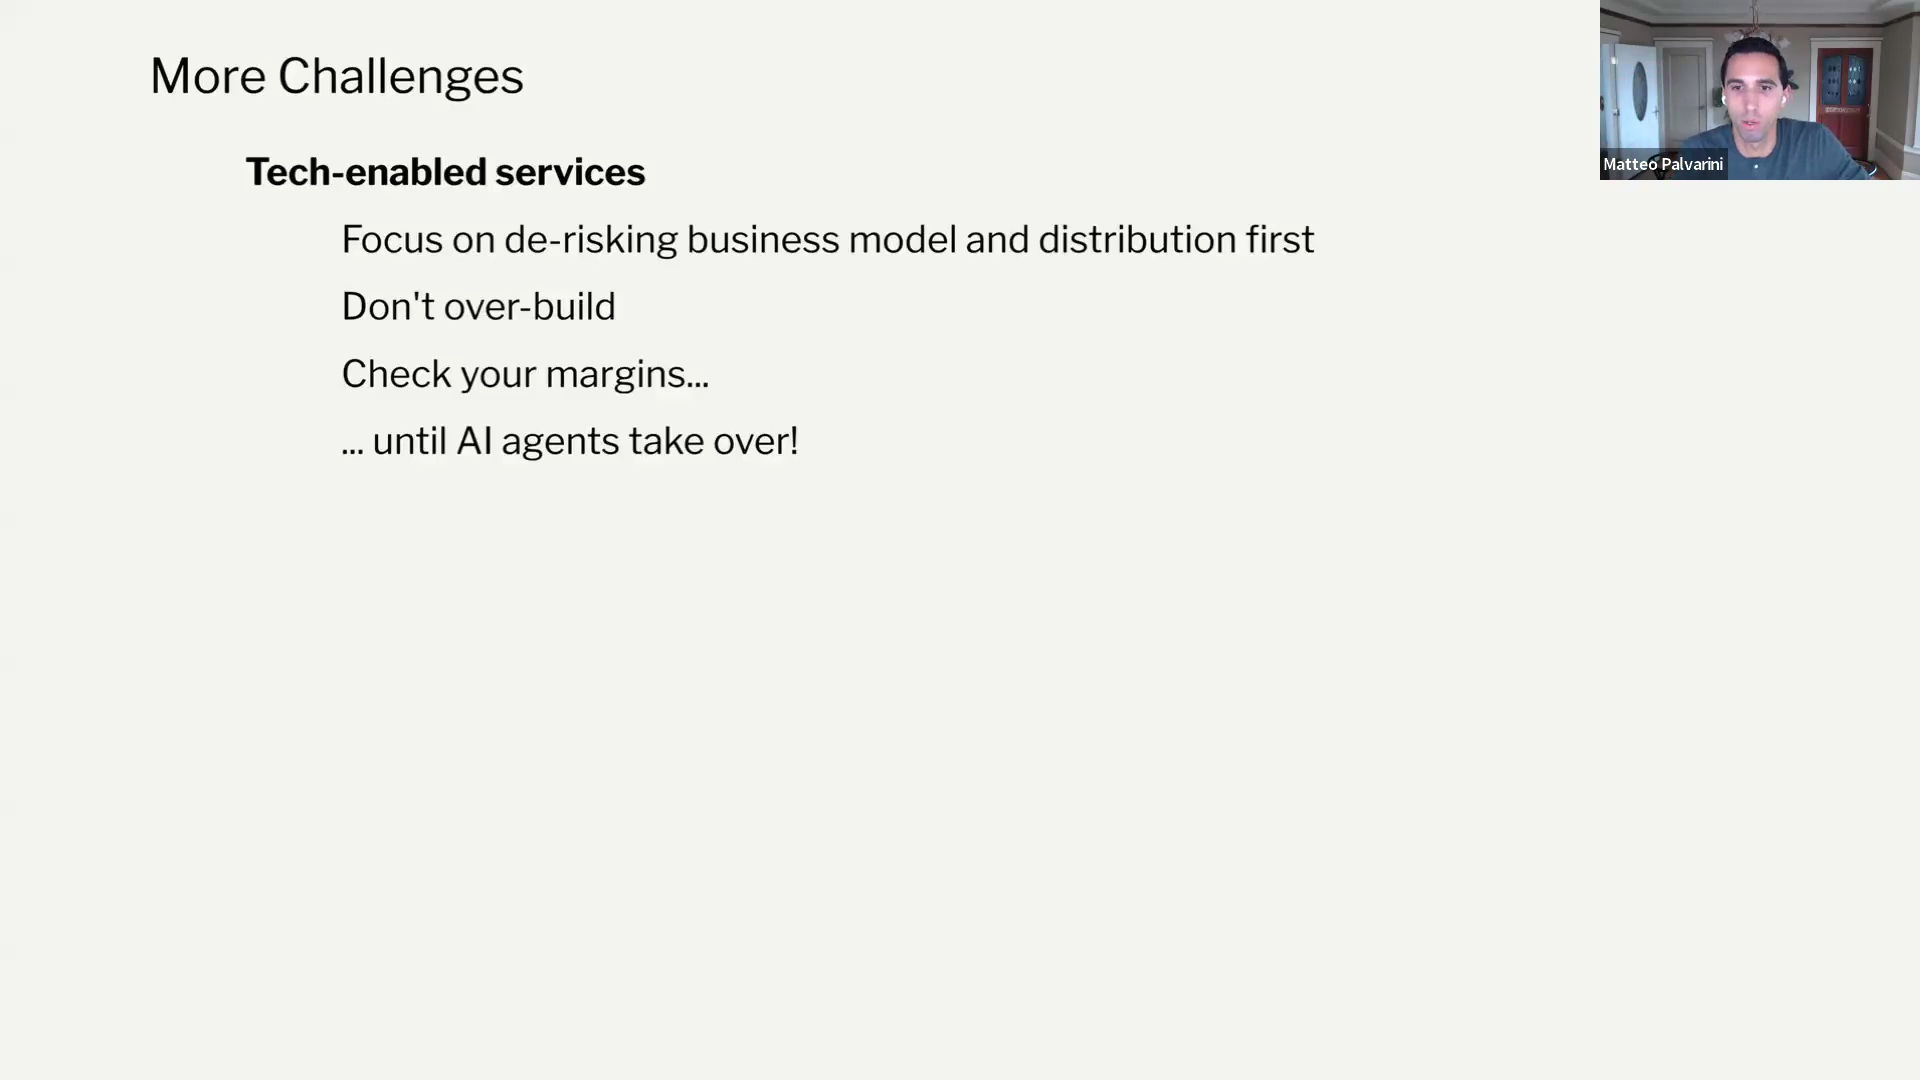 More Challenges
Tech-enabled services
Focus on de-risking business model and distribution first
Don't over-build
Check your margins...
... until AI agents take over!
Matteo Palvarini